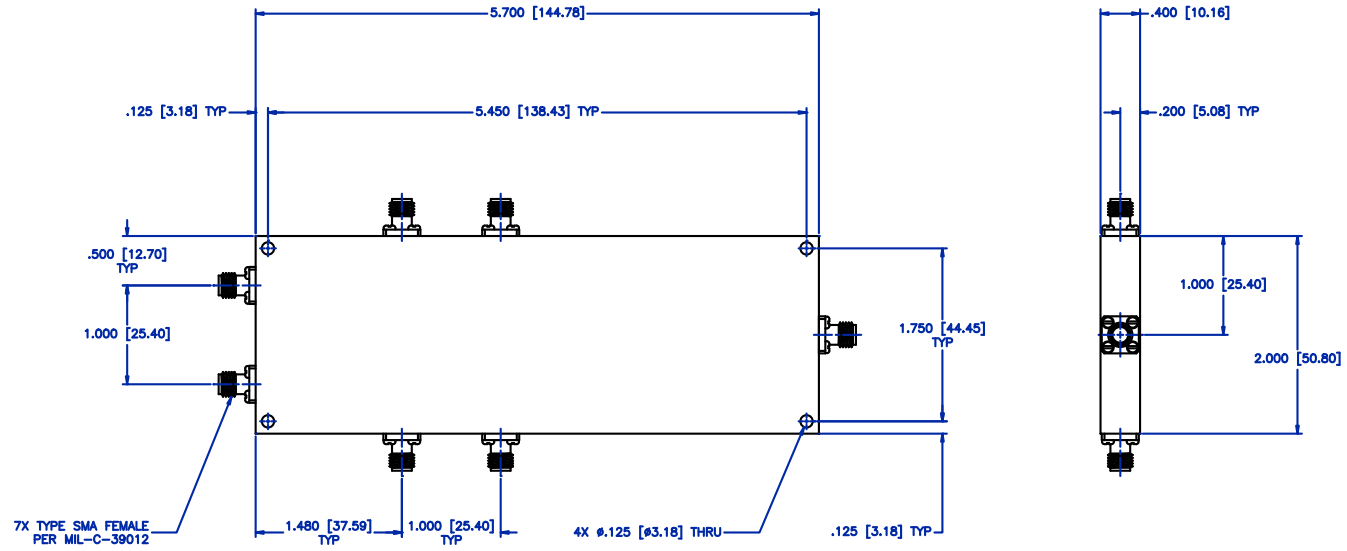 5.700 [144.78]
.400 [10.16]
.125 [3.18] TYP
5.450 [138.43] TYP
.200 [5.08] TYP
.500 [12.70]
TYP
1.000 [25.40]
1.000 [25.40]
1.750 [44.45]
TYP
2.000 [50.80]
7X TYPE SMA FEMALE
PER MIL-C-39012
1.480 [37.59]
TYP
1.000 [25.40]
TYP
4X ø.125 [ø3.18] THRU
.125 [3.18] TYP